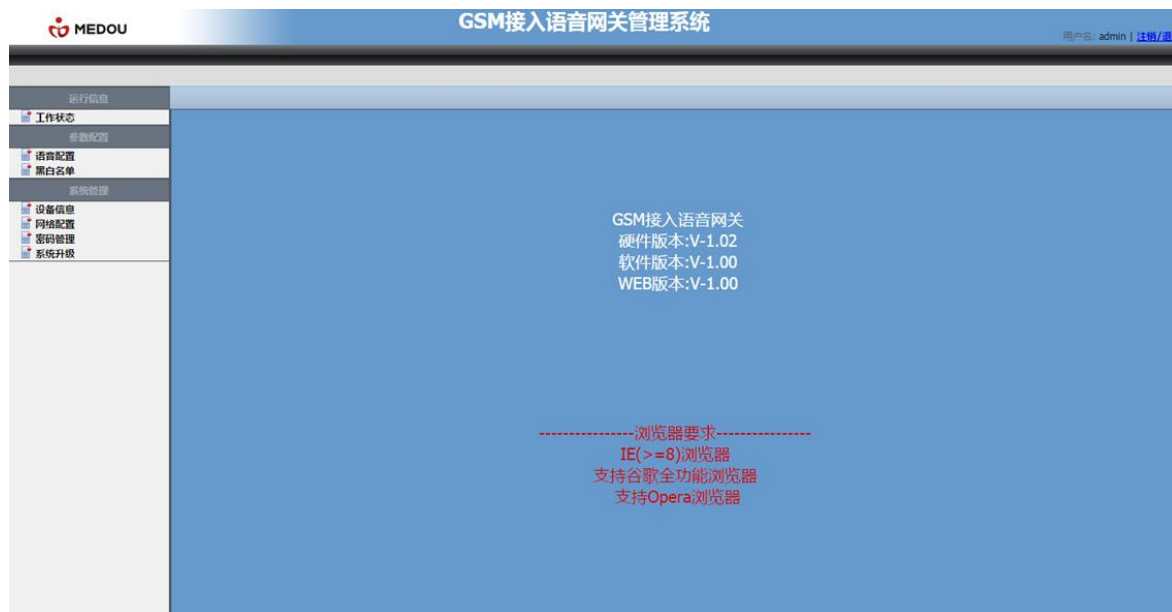 MEDOU
GSM接入语音网关管理系统
用户名: admin | 注销/退
运行信息
工作状态
参数配置
语音配置
黑白名单
系统管理
设备信息
网络配置
密码管理
系统升级
GSM接入语音网关
硬件版本:V-1.02
软件版本:V-1.00
WEB版本:V-1.00
----------------浏览器要求----------------
IE(>=8)浏览器
支持谷歌全功能浏览器
支持Opera浏览器